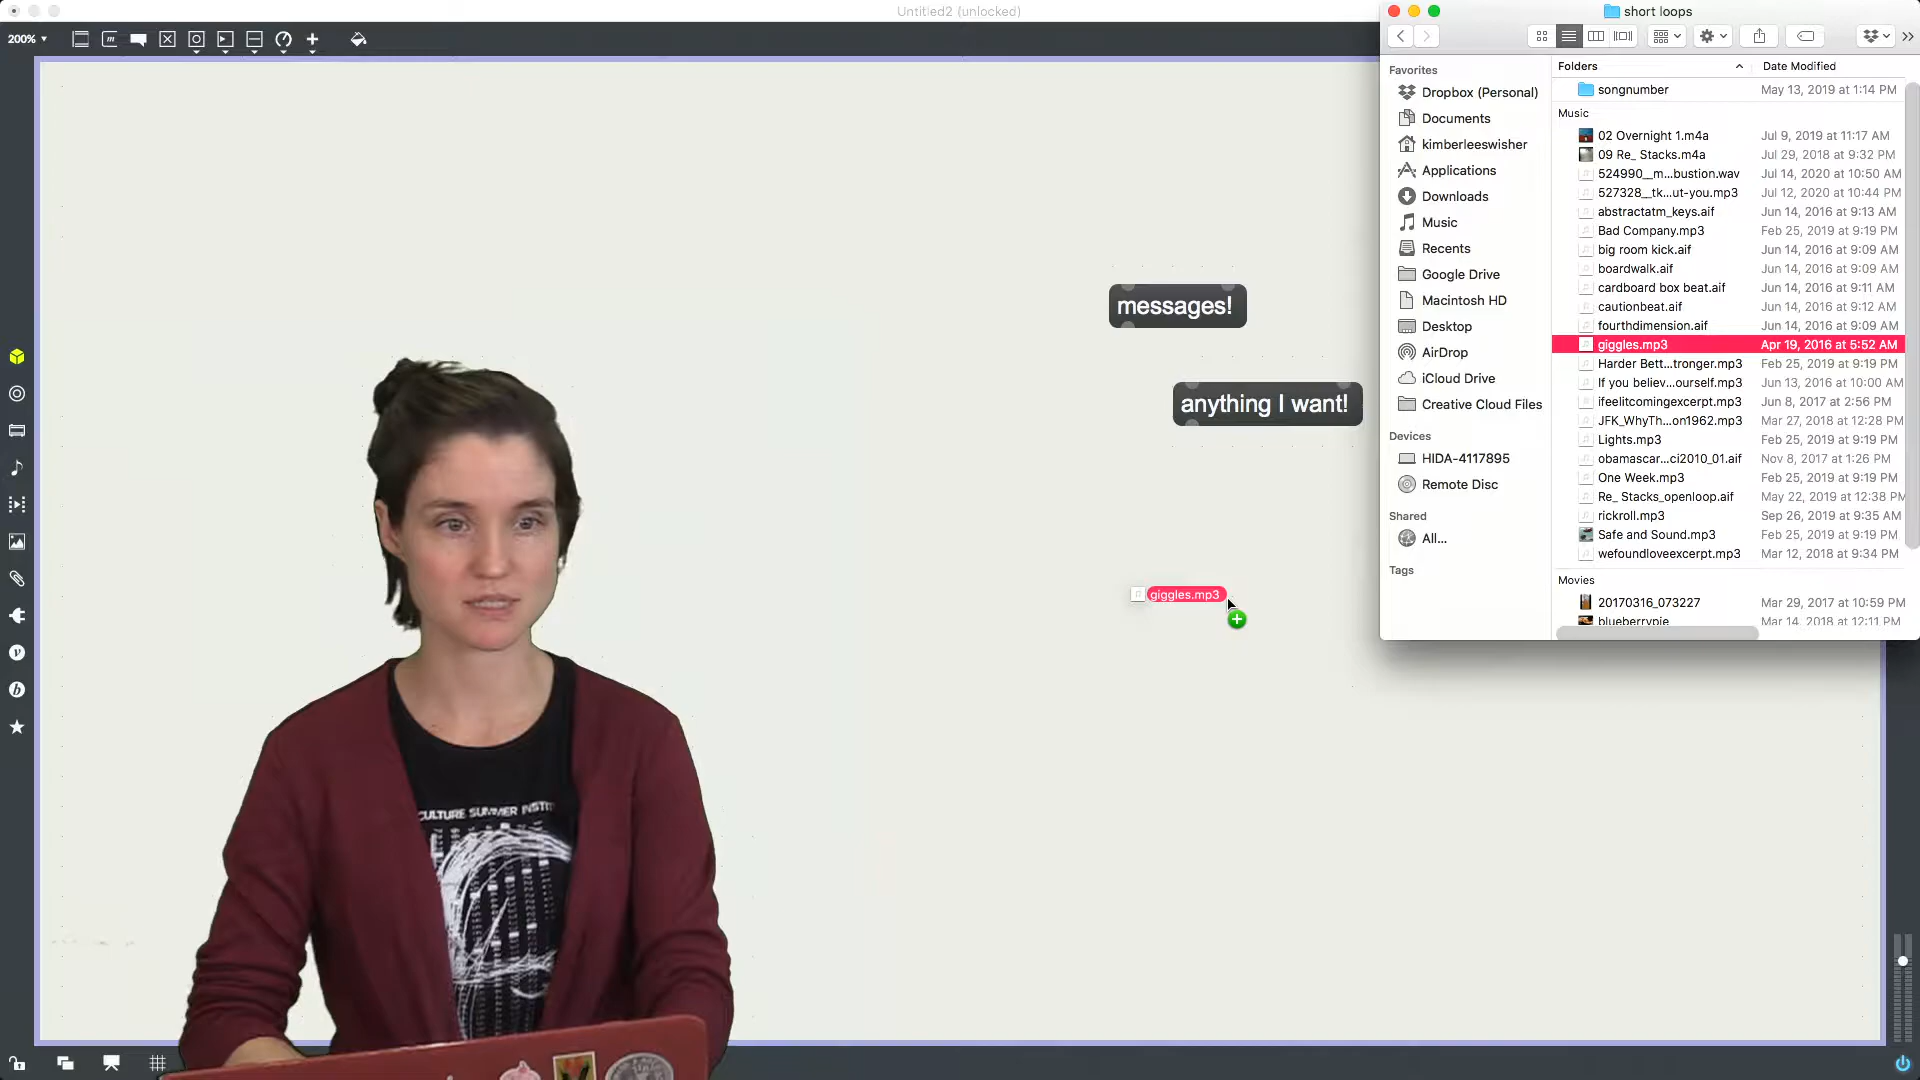 Untitled2 (unlocked)
200%
messages!
anything I want!
giggles.mp3
CULTURE SUMMER INSTIT
short loops
Favorites
Dropbox (Personal)
Documents
kimberleeswisher
Applications
Downloads
Music
Recents
Google Drive
Macintosh HD
Desktop
AirDrop
iCloud Drive
Creative Cloud Files
Devices
HIDA-4117895
Remote Disc
Shared
All...
Tags
Folders Date Modified
songnumber May 13, 2019 at 1:14 PM
Music
02 Overnight 1.m4a Jul 9, 2019 at 11:17 AM
09 Re_ Stacks.m4a Jul 29, 2018 at 9:32 PM
524990__m...bustion.wav Jul 14, 2020 at 10:50 AM
527328__tk...ut-you.mp3 Jul 12, 2020 at 10:44 PM
abstractatm_keys.aif Jun 14, 2016 at 9:13 AM
Bad Company.mp3 Feb 25, 2019 at 9:19 PM
big room kick.aif Jun 14, 2016 at 9:09 AM
boardwalk.aif Jun 14, 2016 at 9:09 AM
cardboard box beat.aif Jun 14, 2016 at 9:11 AM
cautionbeat.aif Jun 14, 2016 at 9:12 AM
fourthdimension.aif Jun 14, 2016 at 9:09 AM
giggles.mp3 Apr 19, 2016 at 5:52 AM
Harder Bett...tronger.mp3 Feb 25, 2019 at 9:19 PM
If you believ...ourself.mp3 Jun 13, 2016 at 10:00 AM
ifeelitcomingexcerpt.mp3 Jun 8, 2017 at 2:56 PM
JFK_WhyTh...on1962.mp3 Mar 27, 2018 at 12:28 PM
Lights.mp3 Feb 25, 2019 at 9:19 PM
obamascar...ci2010_01.aif Nov 8, 2017 at 1:26 PM
One Week.mp3 Feb 25, 2019 at 9:19 PM
Re_ Stacks_openloop.aif May 22, 2019 at 12:38 PM
rickroll.mp3 Sep 26, 2019 at 9:35 AM
Safe and Sound.mp3 Feb 25, 2019 at 9:19 PM
wefoundloveexcerpt.mp3 Mar 12, 2018 at 9:34 PM
Movies
20170316_073227 Mar 29, 2017 at 10:59 PM
blueberrypie Mar 14, 2018 at 12:11 PM